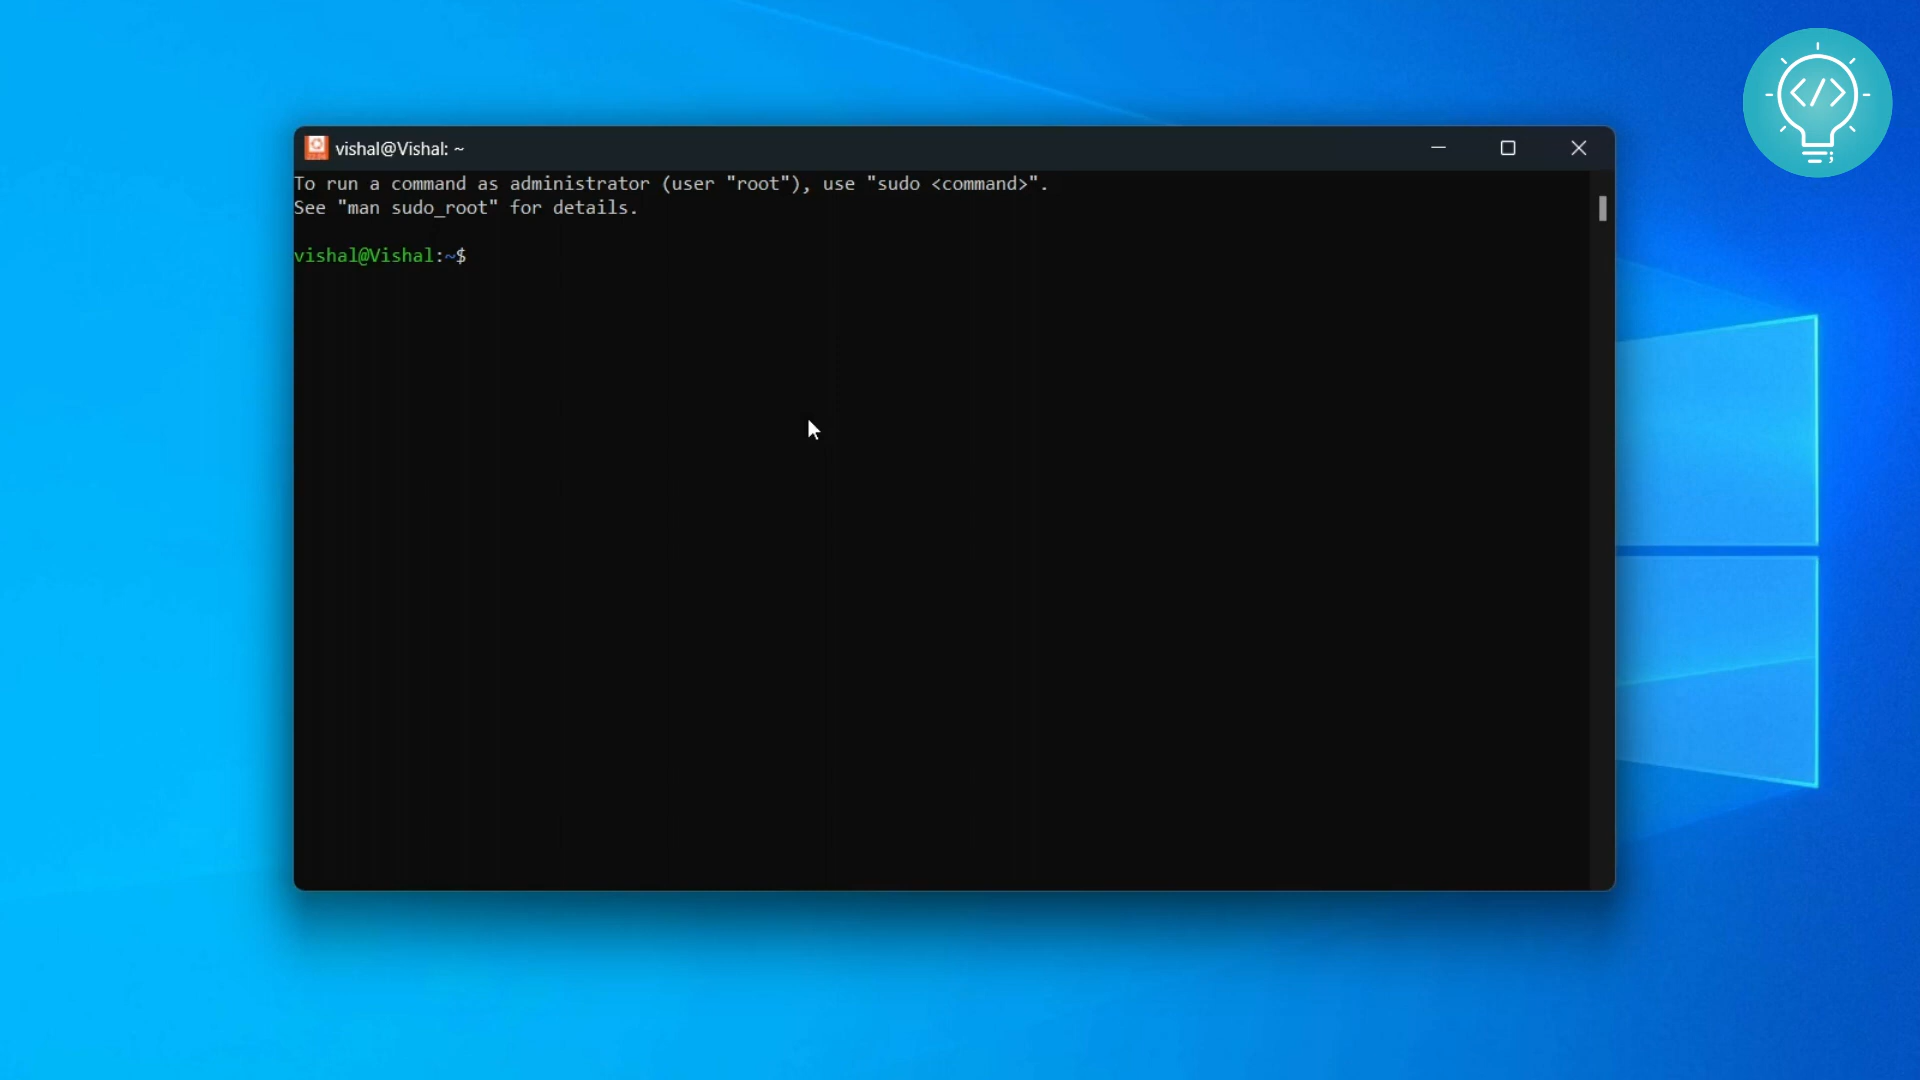 vishal@Vishal: ~
To run a command as administrator (user "root"), use "sudo <command>".
See "man sudo_root" for details.
vishal@Vishal:~$